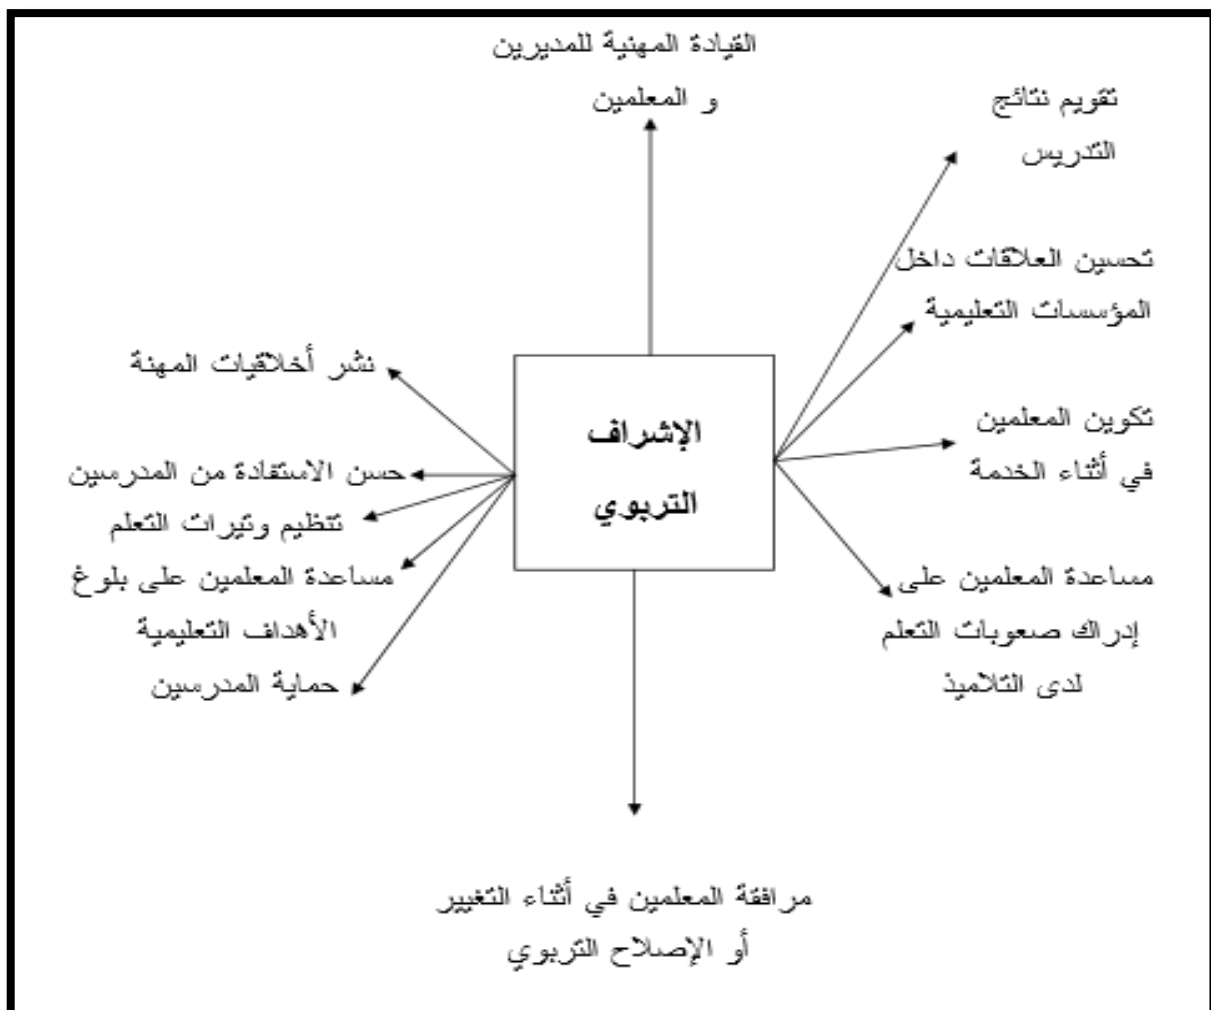 القيادة المهنية للمديرين
و المعلمين
تقويم نتائج
التدريس
تحسين العلاقات داخل
المؤسسات التعليمية
تكوين المعلمين
في أثناء الخدمة
مساعدة المعلمين على
إدراك صعوبات التعلم
لدى التلاميذ
الإشراف
التربوي
نشر أخلاقيات المهنة
حسن الاستفادة من المدرسين
تنظيم وتيرات التعلم
مساعدة المعلمين على بلوغ
الأهداف التعليمية
حماية المدرسين
مرافقة المعلمين في أثناء التغيير
أو الإصلاح التربوي